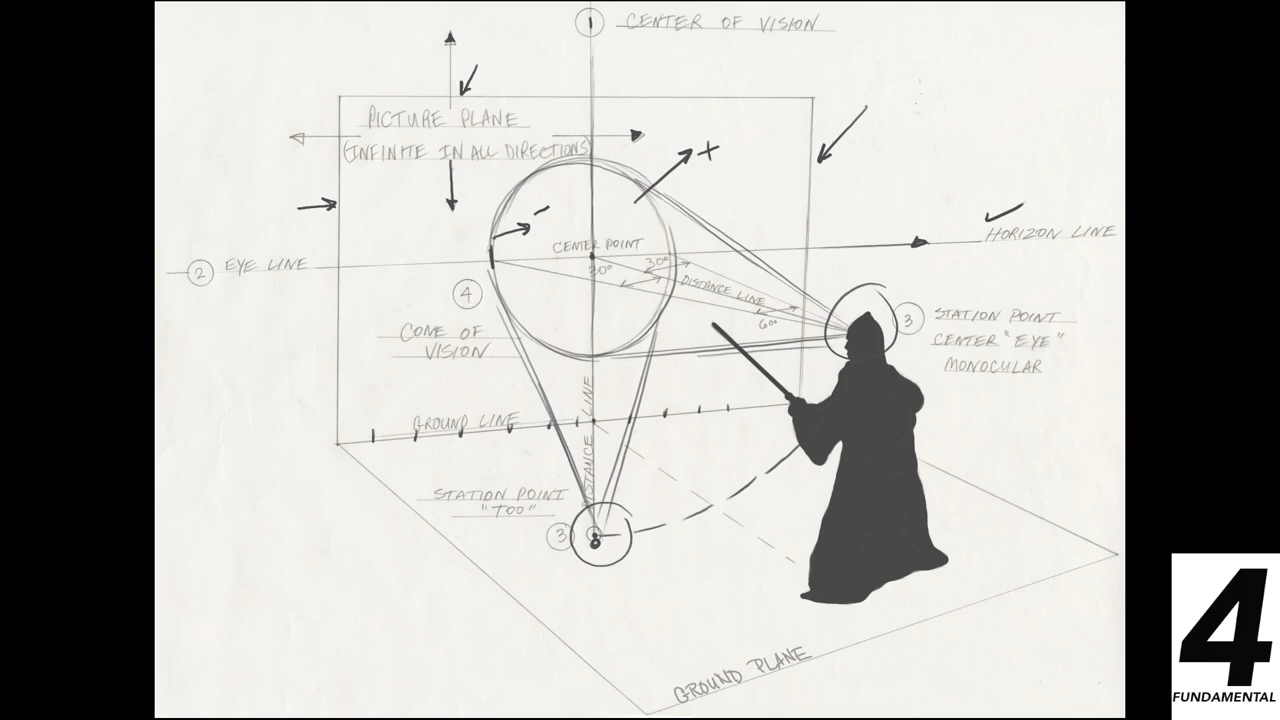 1 CENTER OF VISION
PICTURE PLANE
(INFINITE IN ALL DIRECTIONS)
+
-
HORIZON LINE
CENTER POINT
2 EYE LINE
30° 30°
DISTANCE LINE
60°
4
CONE OF
VISION
3 STATION POINT
CENTER "EYE"
MONOCULAR
GROUND LINE
DISTANCE LINE
STATION POINT
"TOO"
3
GROUND PLANE
4
FUNDAMENTAL